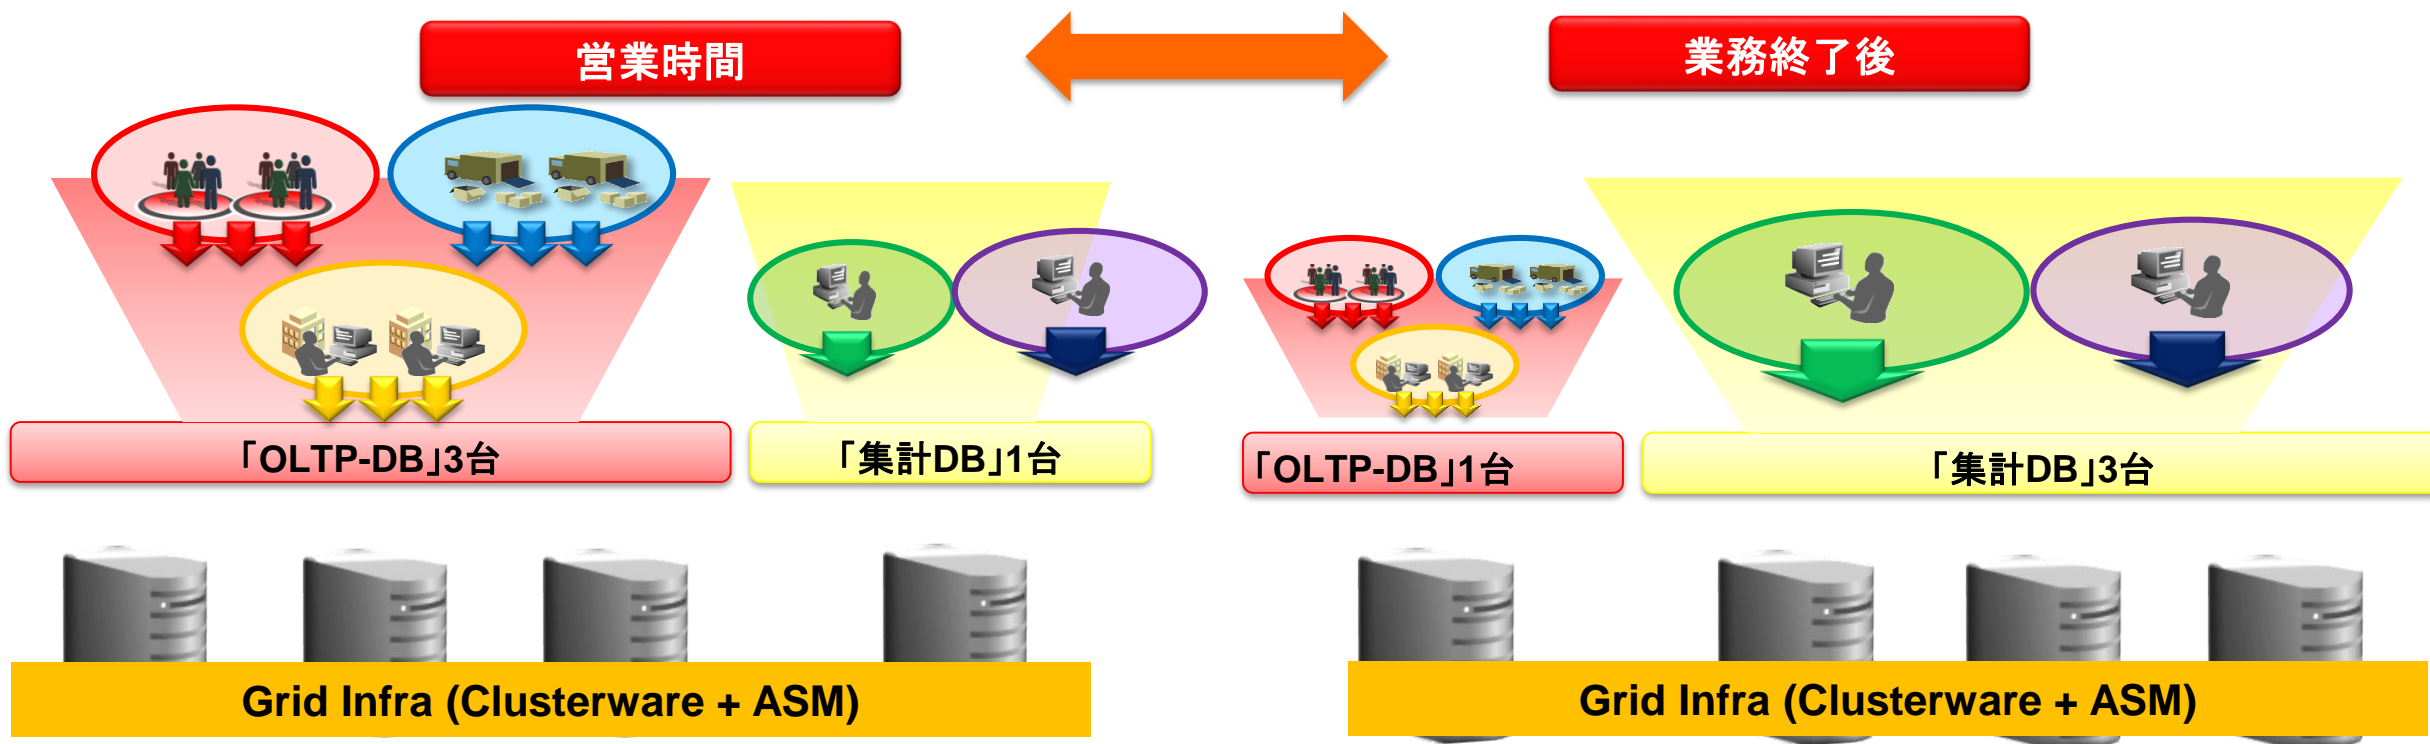 営業時間
業務終了後
「OLTP-DB」3台
「集計DB」1台
「OLTP-DB」1台
「集計DB」3台
Grid Infra (Clusterware + ASM)
Grid Infra (Clusterware + ASM)